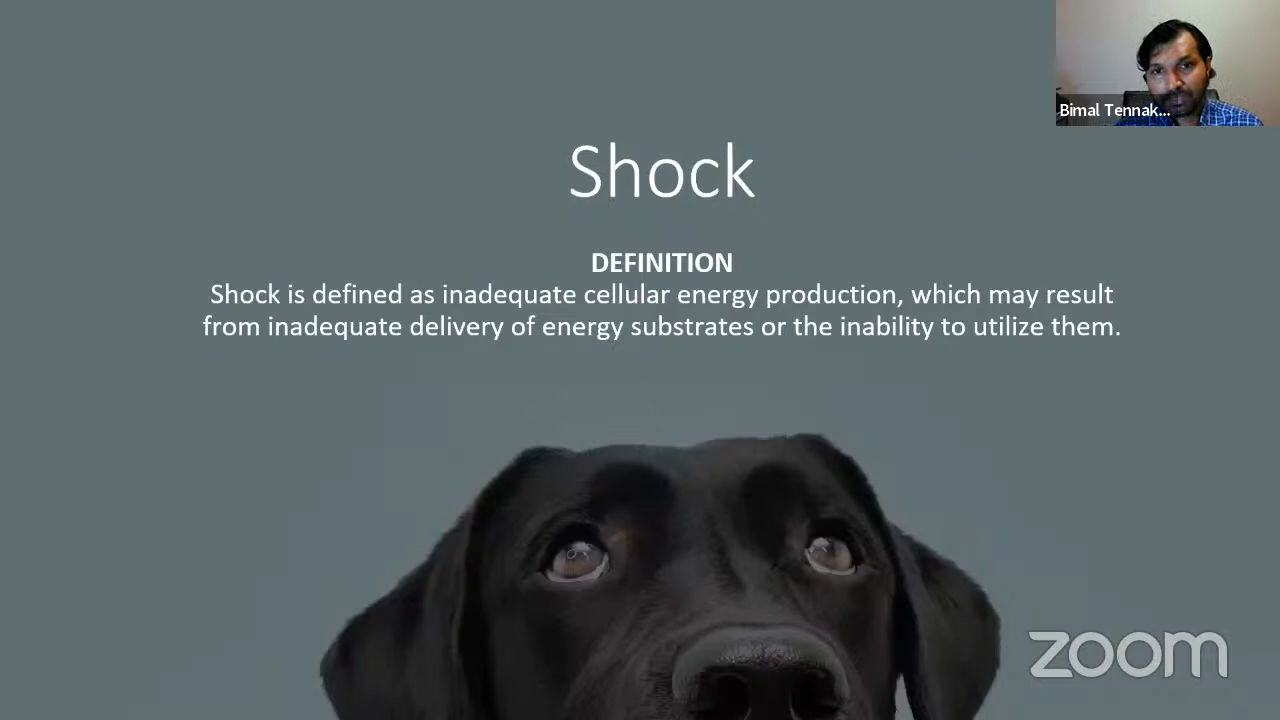 Bimal Tennak...
Shock
DEFINITION
Shock is defined as inadequate cellular energy production, which may result
from inadequate delivery of energy substrates or the inability to utilize them.
zoom